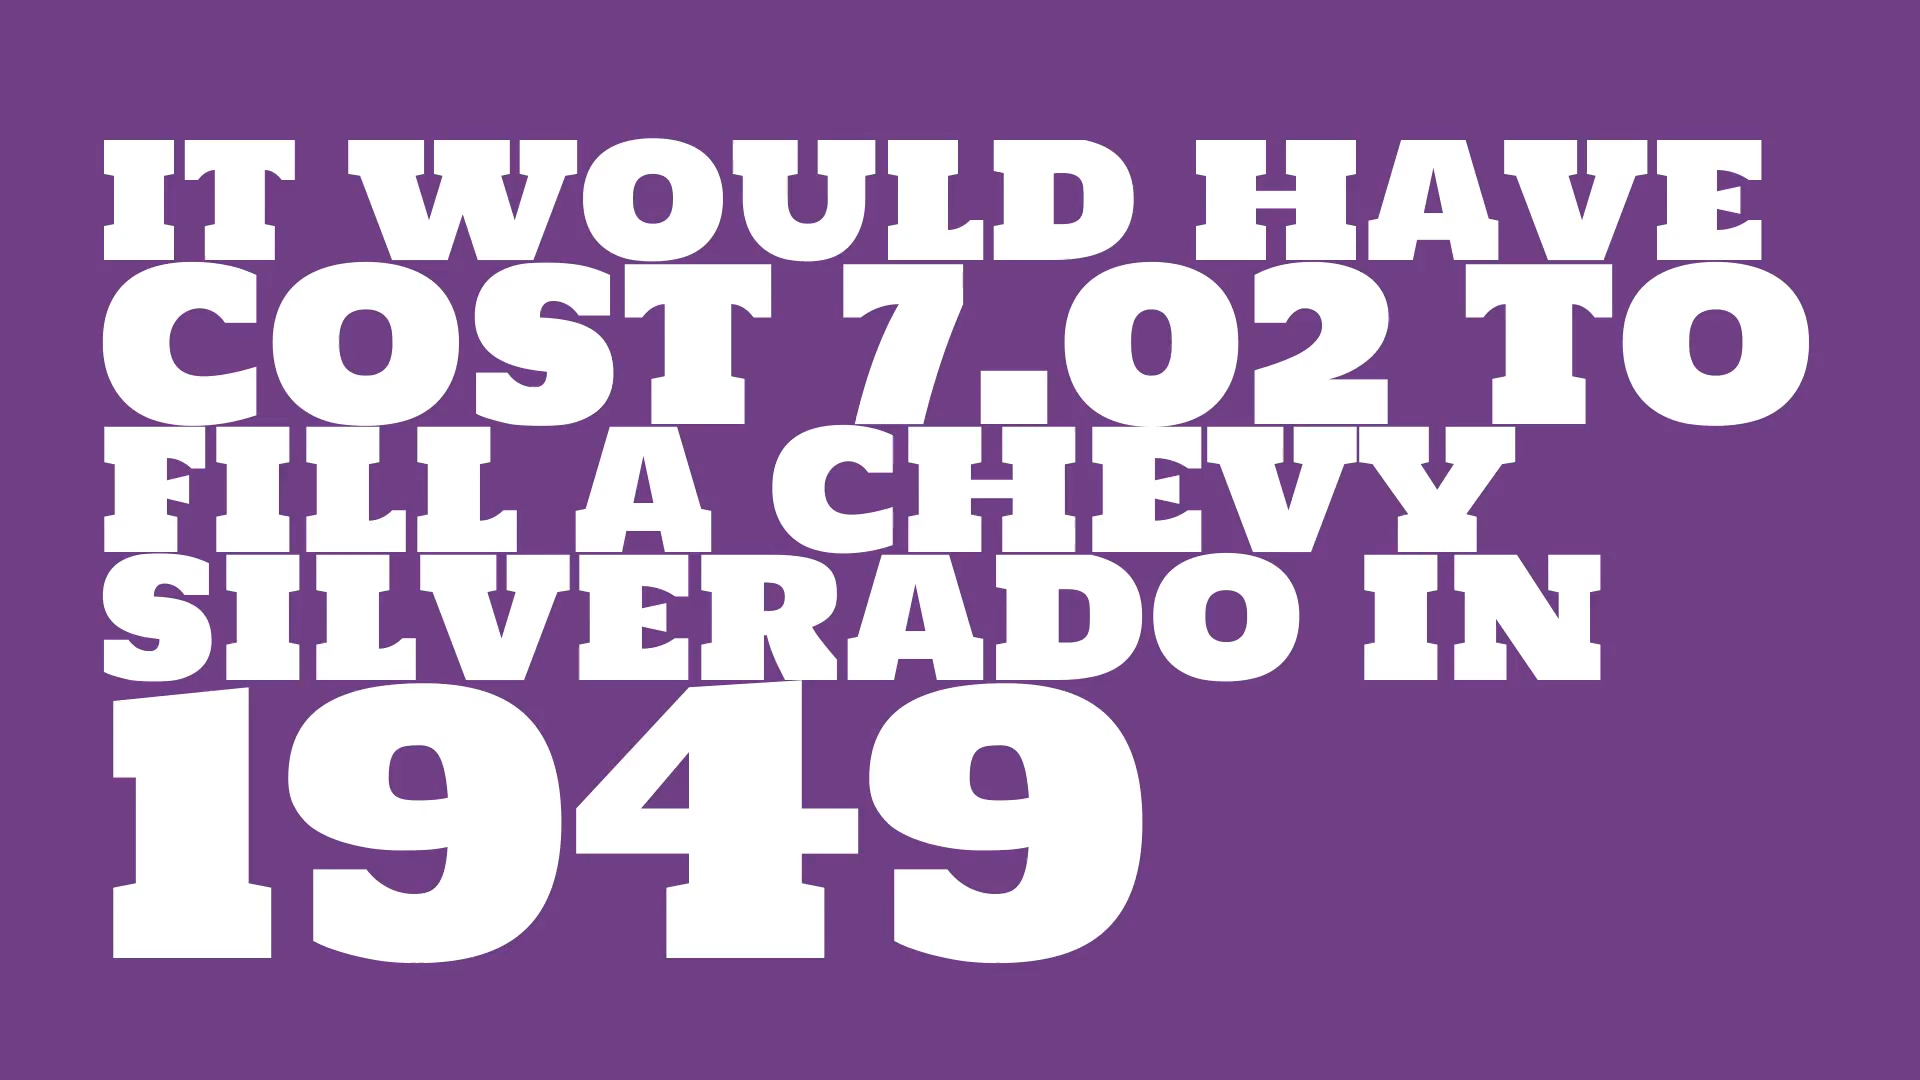 IT WOULD HAVE
COST 7.02 TO
FILL A CHEVY
SILVERADO IN
1949